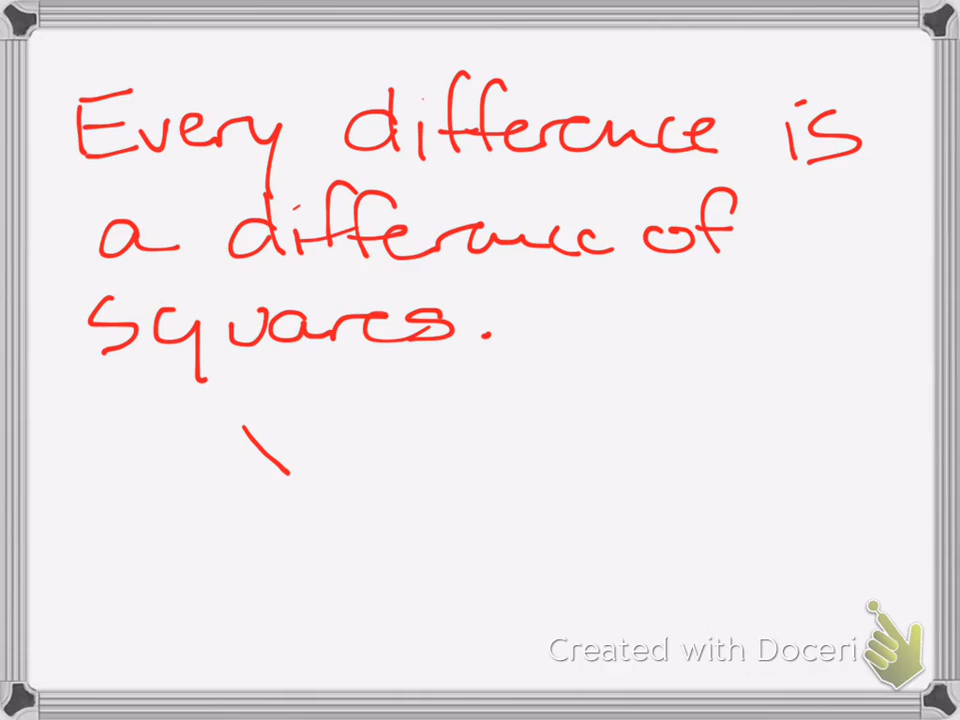 Every difference is
a difference of
squares.
Created with Doceri